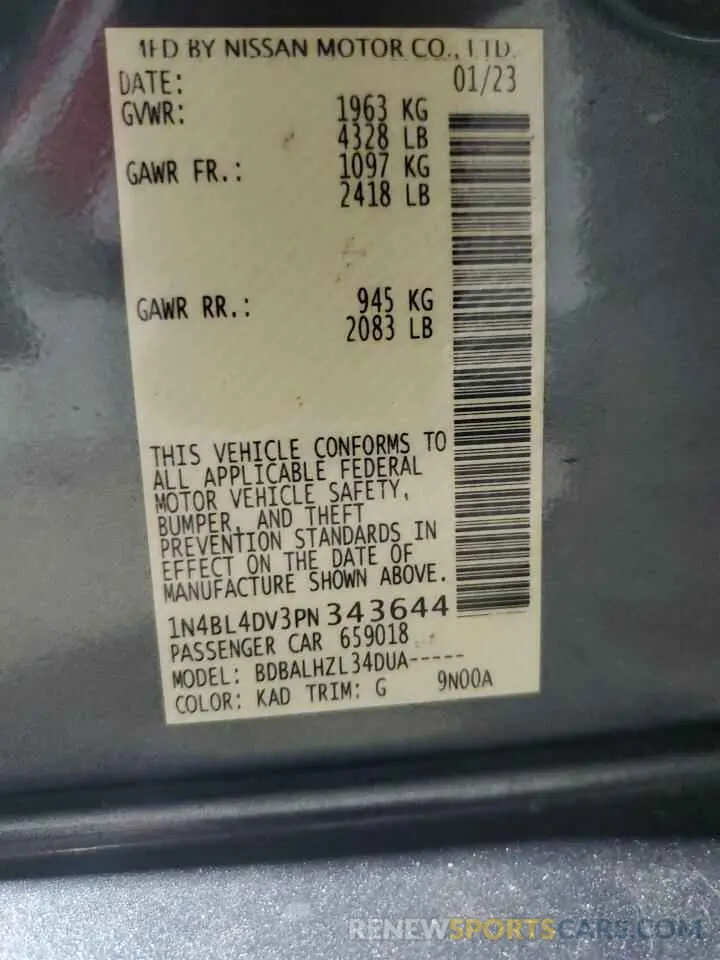 MFD BY NISSAN MOTOR CO., LTD.
DATE: 01/23
GVWR: 1963 KG
4328 LB
GAWR FR.: 1097 KG
2418 LB
GAWR RR.: 945 KG
2083 LB
THIS VEHICLE CONFORMS TO
ALL APPLICABLE FEDERAL
MOTOR VEHICLE SAFETY,
BUMPER, AND THEFT
PREVENTION STANDARDS IN
EFFECT ON THE DATE OF
MANUFACTURE SHOWN ABOVE.
1N4BL4DV3PN343644
PASSENGER CAR 659018
MODEL: BDBALHZL34DUA-----
COLOR: KAD TRIM: G 9N00A
RENEWSPORTSCARS.COM